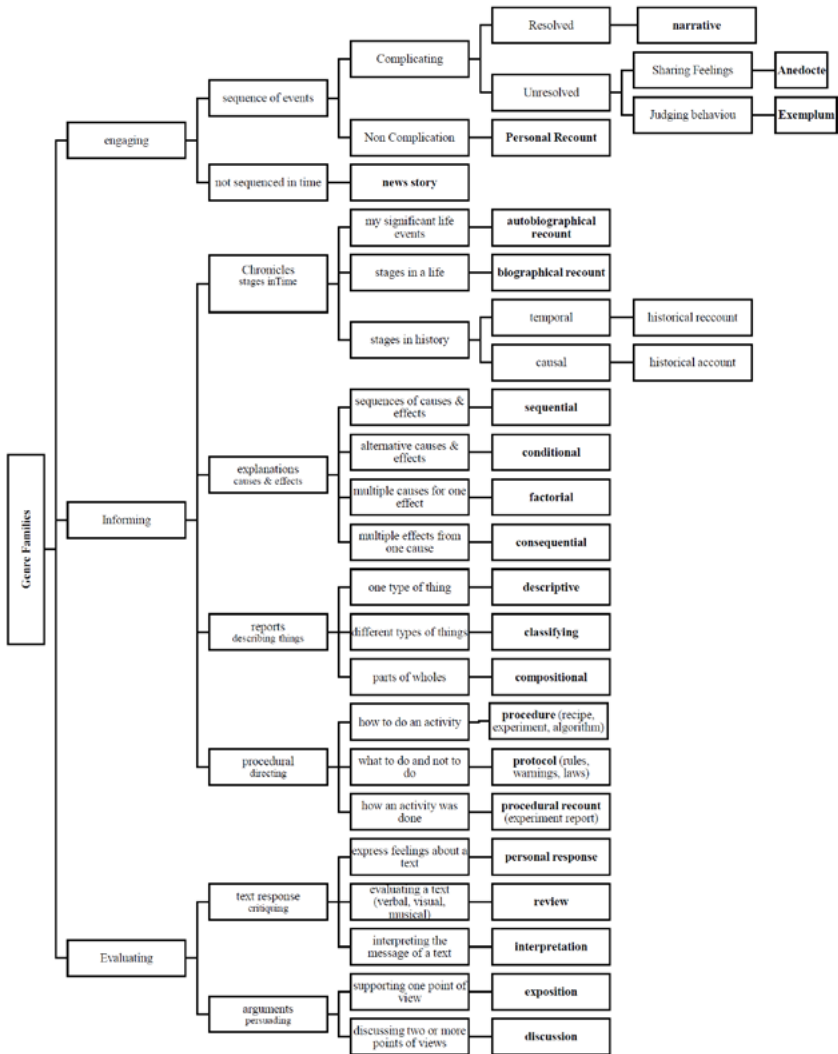 Genre Families
engaging
sequence of events
Complicating
Resolved
narrative
Unresolved
Sharing Feelings
Anedocte
Judging behaviou
Exemplum
Non Complication
Personal Recount
not sequenced in time
news story
Informing
Chronicles
stages inTime
my significant life
events
autobiographical
recount
stages in a life
biographical recount
stages in history
temporal
historical reccount
causal
historical account
explanations
causes & effects
sequences of causes &
effects
sequential
alternative causes &
effects
conditional
multiple causes for one
effect
factorial
multiple effects from
one cause
consequential
reports
describing things
one type of thing
descriptive
different types of things
classifying
parts of wholes
compositional
procedural
directing
how to do an activity
procedure (recipe,
experiment, algorithm)
what to do and not to
do
protocol (rules,
warnings, laws)
how an activity was
done
procedural recount
(experiment report)
Evaluating
text response
critiquing
express feelings about a
text
personal response
evaluating a text
(verbal, visual,
musical)
review
interpreting the
message of a text
interpretation
arguments
persuading
supporting one point of
view
exposition
discussing two or more
points of views
discussion